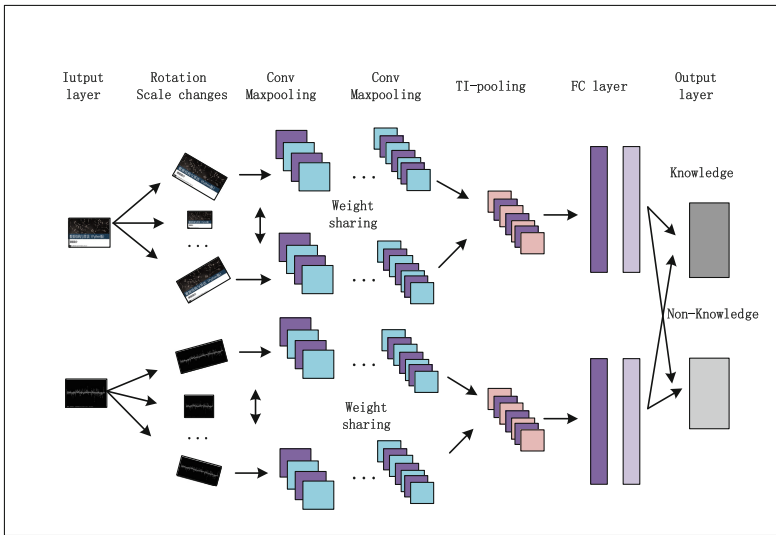 Iutput layer
Rotation Scale changes
Conv Maxpooling
Conv Maxpooling
TI-pooling
FC layer
Output layer
Knowledge
Weight sharing
...
...
...
Non-Knowledge
Weight sharing
...
...
...